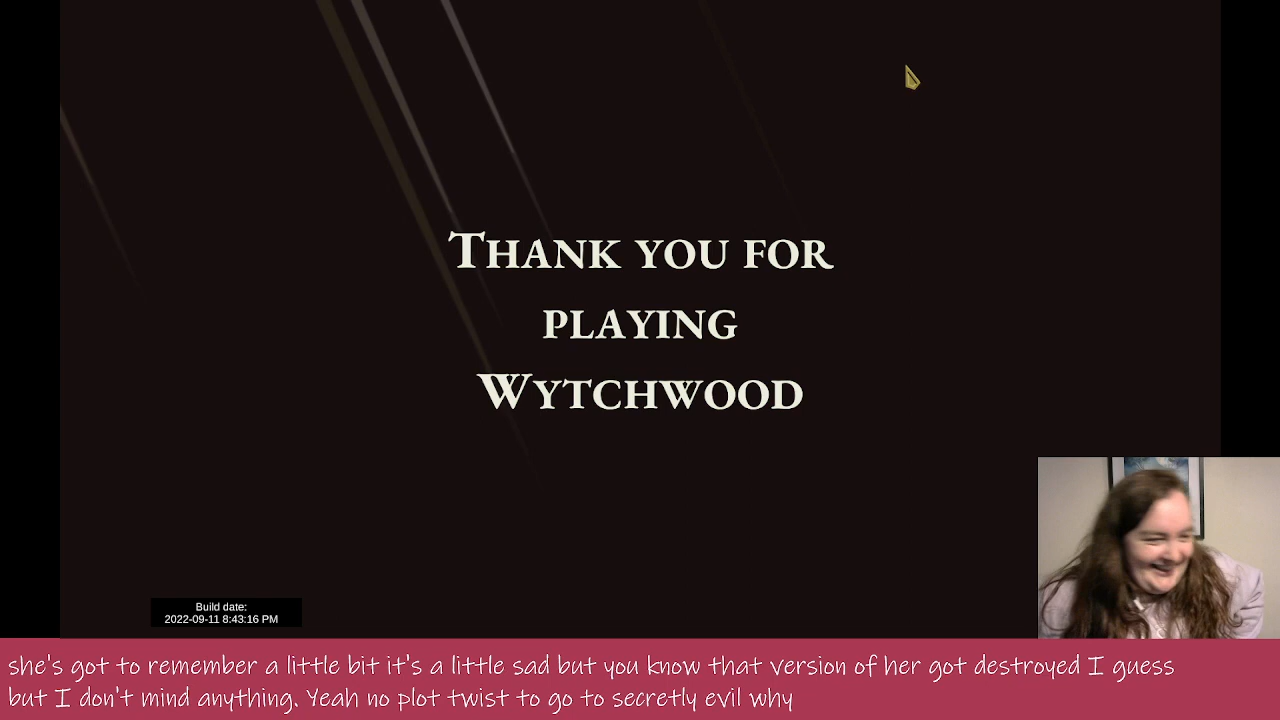 Thank you for
playing
Wytchwood
Build date:
2022-09-11 8:43:16 PM
she's got to remember a little bit it's a little sad but you know that version of her got destroyed I guess
but I don't mind anything. Yeah no plot twist to go to secretly evil why